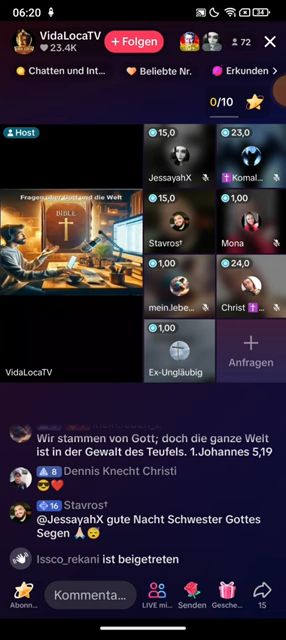 06:20
36
VidaLocaTV
23.4K
+ Folgen
2
72
Chatten und Int...
Beliebte Nr.
Erkunden
0/10
Host
15,0
JessayahX
23,0
Komal...
Fragen über Gott und die Welt
BIBLE
15,0
Stavros†
1,00
Mona
1,00
mein.lebe...
24,0
Christ ✝️...
VidaLocaTV
1,00
Ex-Ungläubig
+
Anfragen
Wir stammen von Gott; doch die ganze Welt
ist in der Gewalt des Teufels. 1.Johannes 5,19
8 Dennis Knecht Christi
😎❤️
16 Stavros†
@JessayahX gute Nacht Schwester Gottes
Segen 🙏🏻😴
Issco_rekani ist beigetreten
Abonn...
Kommenta...
LIVE mi...
Senden
Gesche...
15